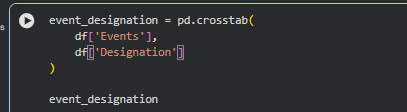 event_designation = pd.crosstab(
    df['Events'],
    df['Designation']
)

event_designation